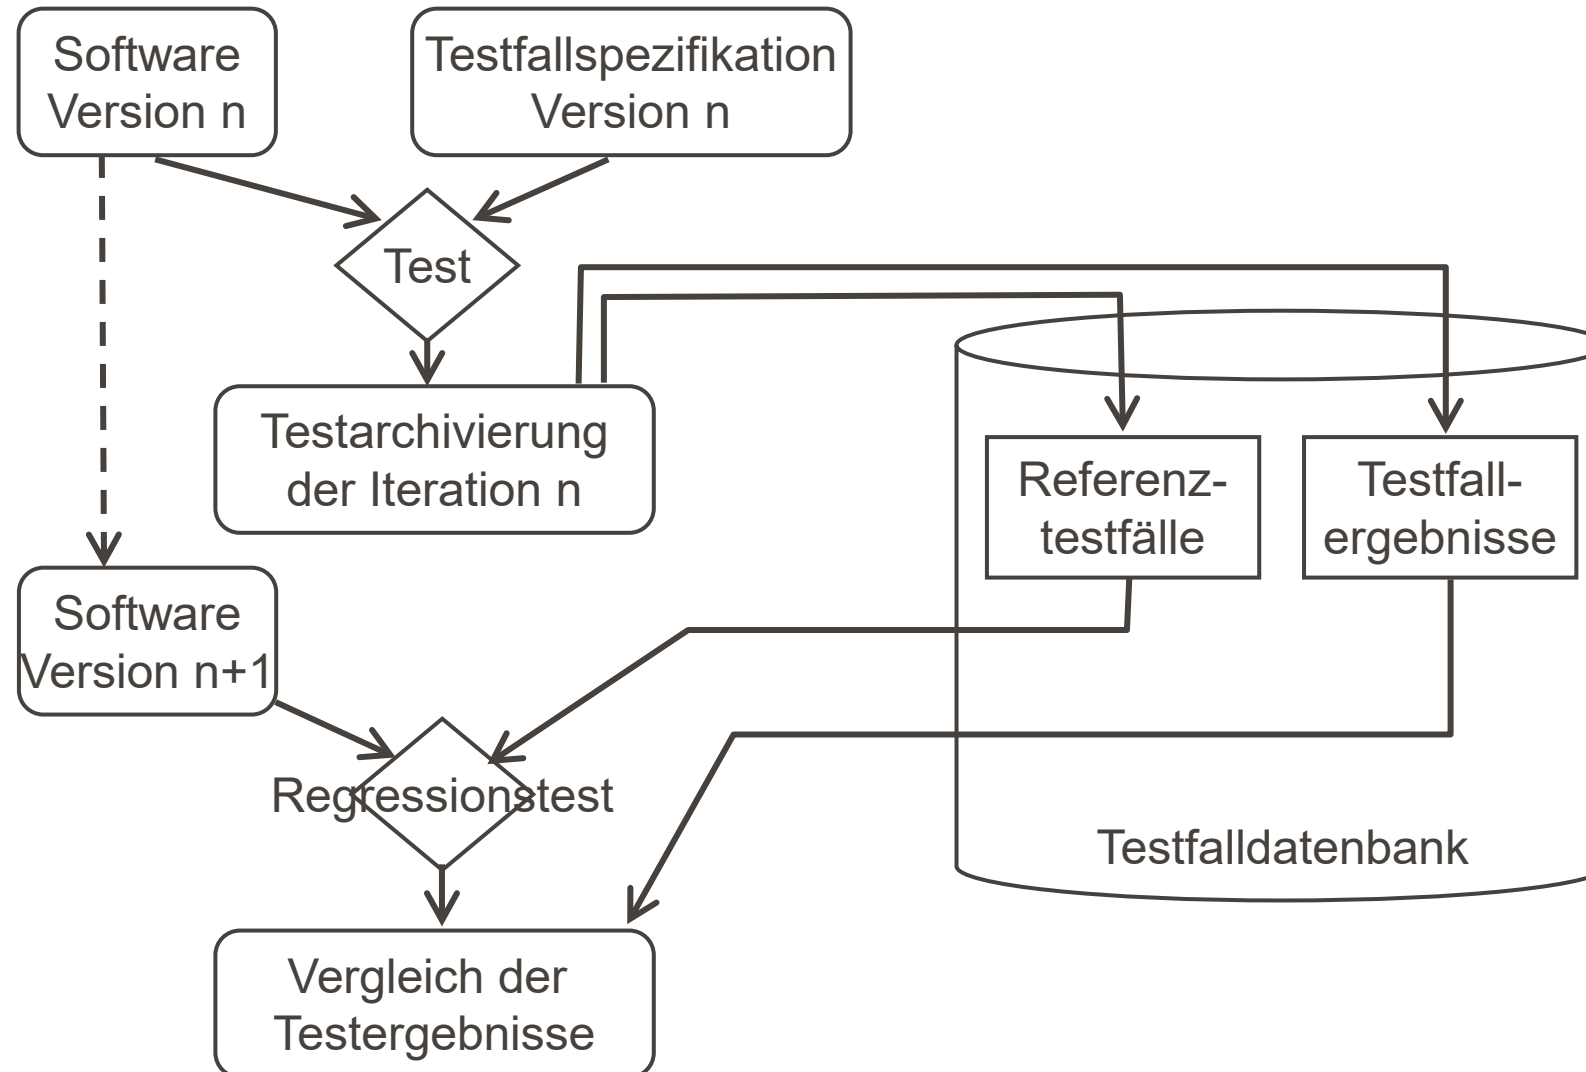 Software
Version n
Testfallspezifikation
Version n
Test
Testarchivierung
der Iteration n
Referenz-
testfälle
Testfall-
ergebnisse
Software
Version n+1
Regressionstest
Testfalldatenbank
Vergleich der
Testergebnisse